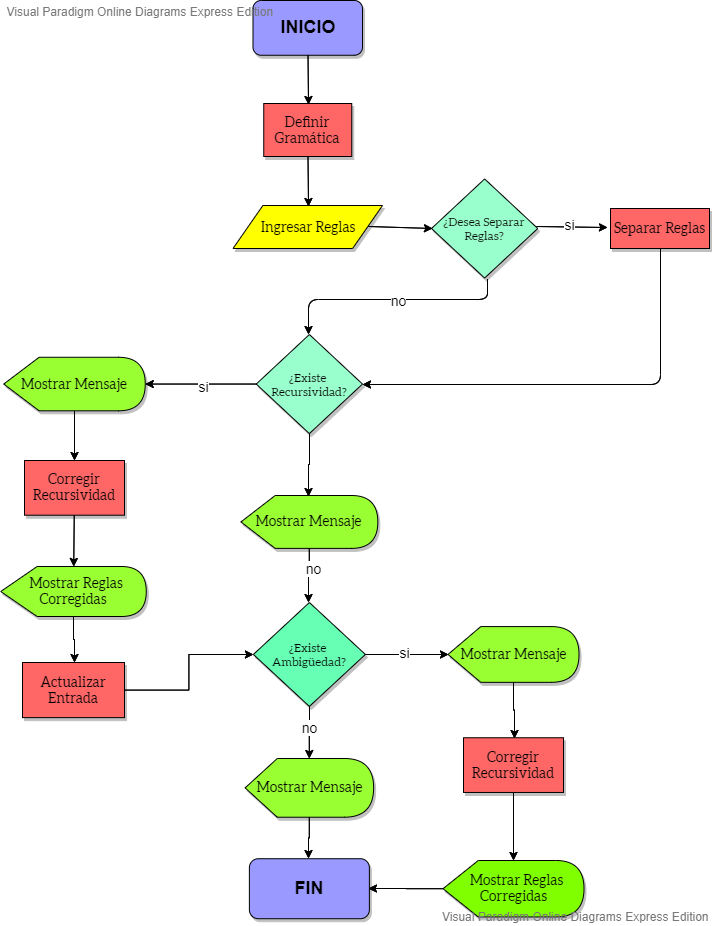 Visual Paradigm Online Diagrams Express Edition
INICIO
Definir
Gramática
Ingresar Reglas
¿Desea Separar
Reglas?
si
Separar Reglas
no
¿Existe
Recursividad?
si
Mostrar Mensaje
Corregir
Recursividad
Mostrar Reglas
Corregidas
Actualizar
Entrada
Mostrar Mensaje
no
¿Existe
Ambigüedad?
si
Mostrar Mensaje
Corregir
Recursividad
Mostrar Reglas
Corregidas
no
Mostrar Mensaje
FIN
Visual Paradigm Online Diagrams Express Edition